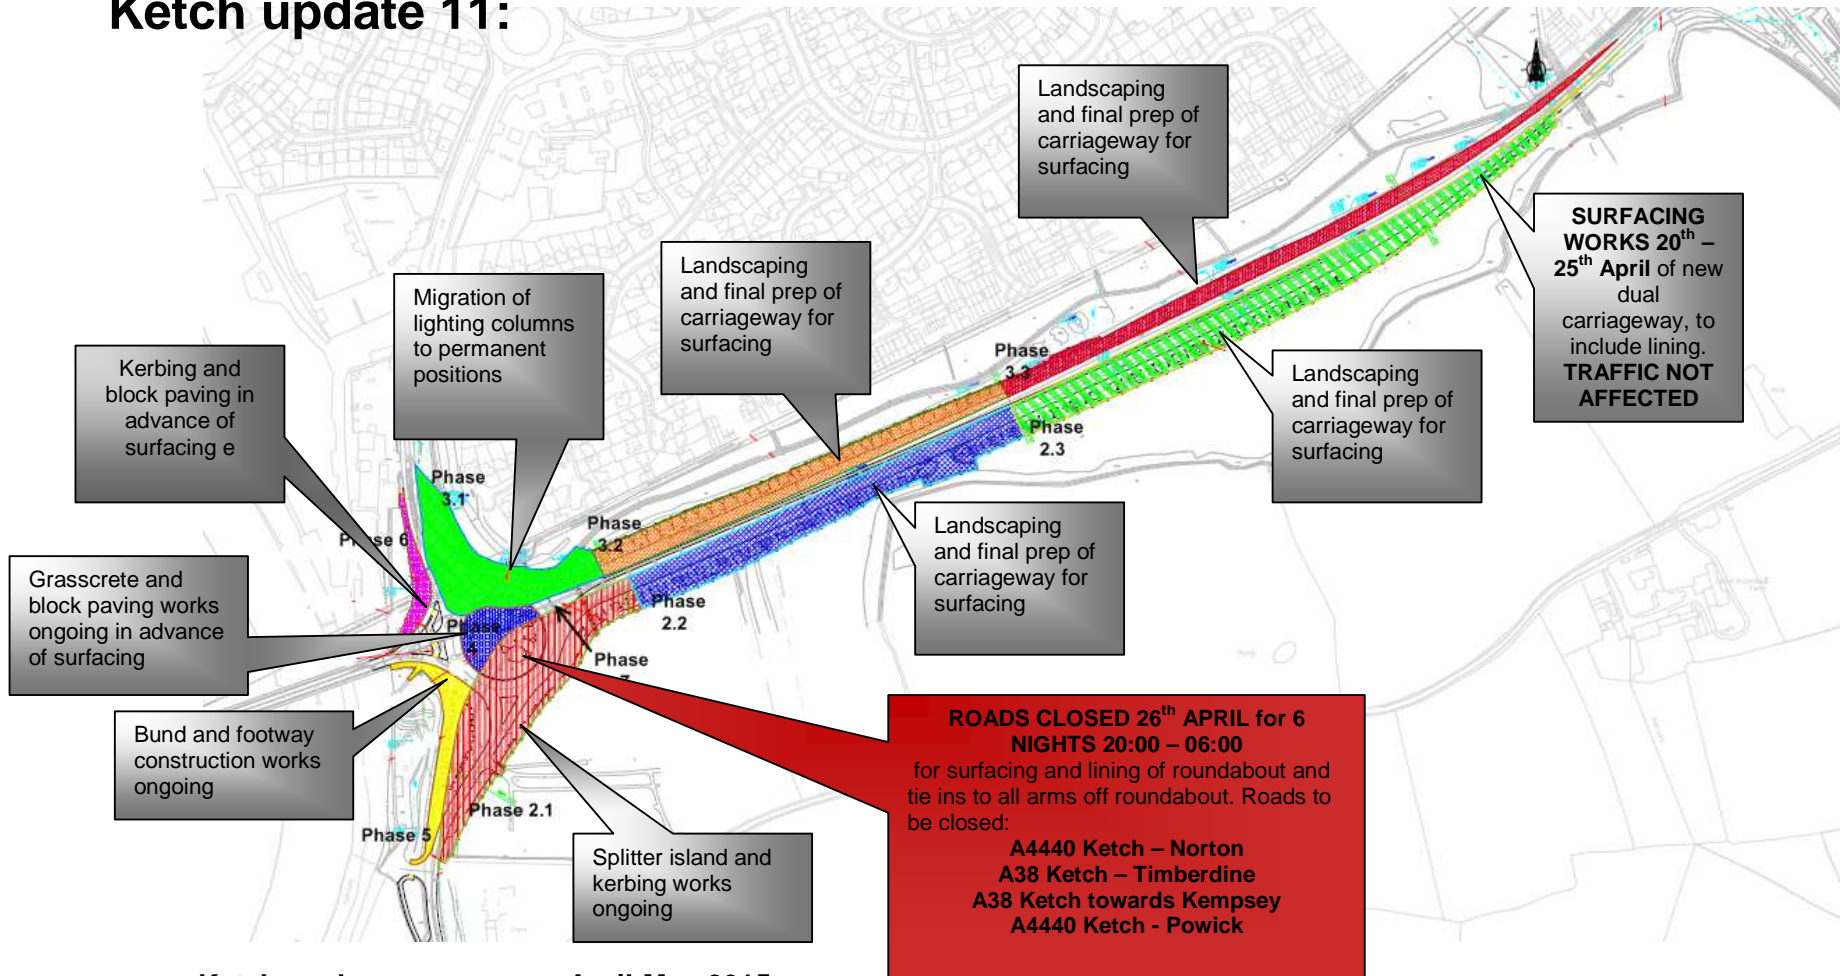 Ketch update 11:
Landscaping
and final prep of
carriageway for
surfacing
SURFACING
WORKS 20th –
25th April of new
dual
carriageway, to
include lining.
TRAFFIC NOT
AFFECTED
Landscaping
and final prep of
carriageway for
surfacing
Migration of
lighting columns
to permanent
positions
Kerbing and
block paving in
advance of
surfacing e
Phase
3.3
Landscaping
and final prep of
carriageway for
surfacing
Phase
2.3
Phase
3.1
Landscaping
and final prep of
carriageway for
surfacing
Phase
3.2
Phase 6
Grasscrete and
block paving works
ongoing in advance
of surfacing
Phase
2.2
Phase
4
Phase
7
Bund and footway
construction works
ongoing
ROADS CLOSED 26th APRIL for 6
NIGHTS 20:00 – 06:00
for surfacing and lining of roundabout and
tie ins to all arms off roundabout. Roads to
be closed:
A4440 Ketch – Norton
A38 Ketch – Timberdine
A38 Ketch towards Kempsey
A4440 Ketch - Powick
Phase 2.1
Phase 5
Splitter island and
kerbing works
ongoing